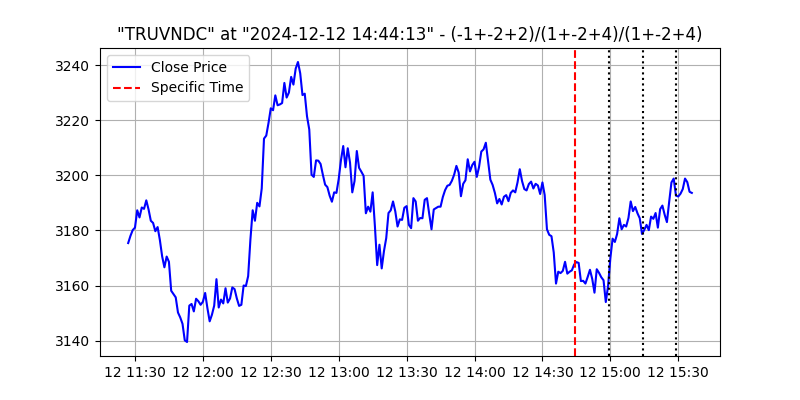 "TRUVNDC" at "2024-12-12 14:44:13" - (-1+-2+2)/(1+-2+4)/(1+-2+4)
Close Price
Specific Time
3240
3220
3200
3180
3160
3140
12 11:30 12 12:00 12 12:30 12 13:00 12 13:30 12 14:00 12 14:30 12 15:00 12 15:30